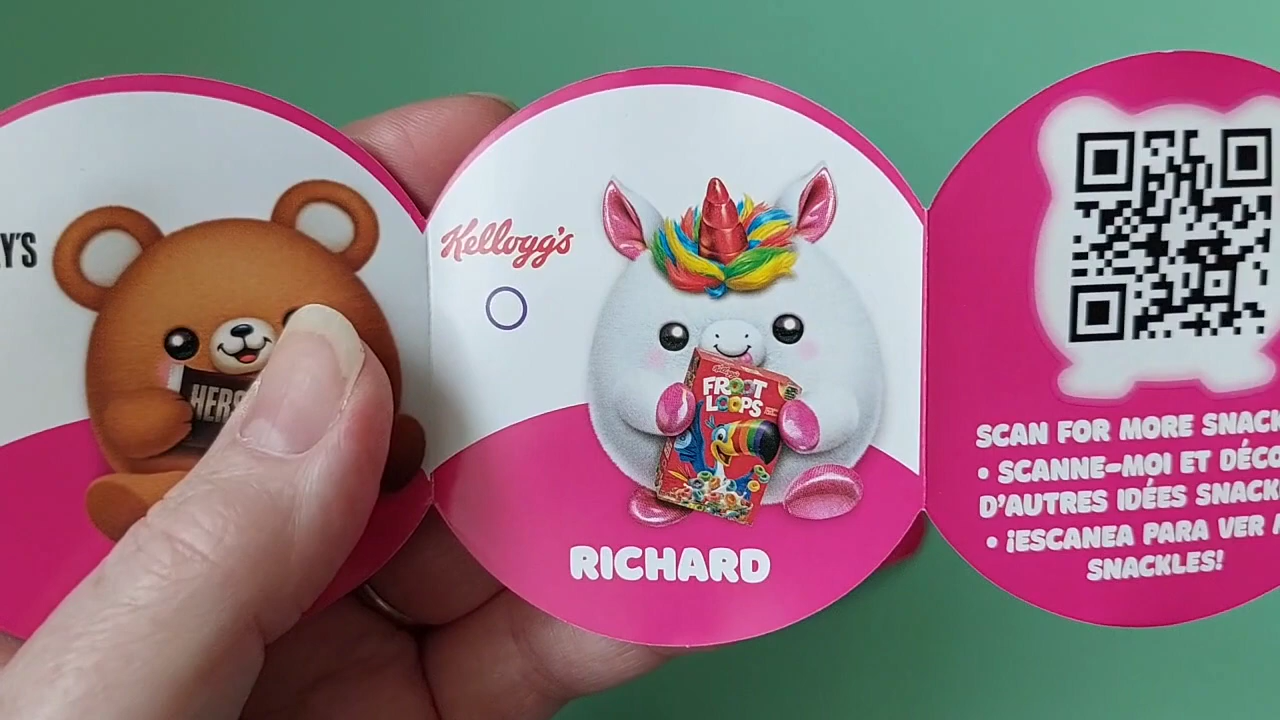 Y'S
HERS
Kellogg's
Kellogg's
FROOT
LOOPS
RICHARD
SCAN FOR MORE SNACK
• SCANNE-MOI ET DÉCO
D'AUTRES IDÉES SNACK
• ¡ESCANEA PARA VER
SNACKLES!